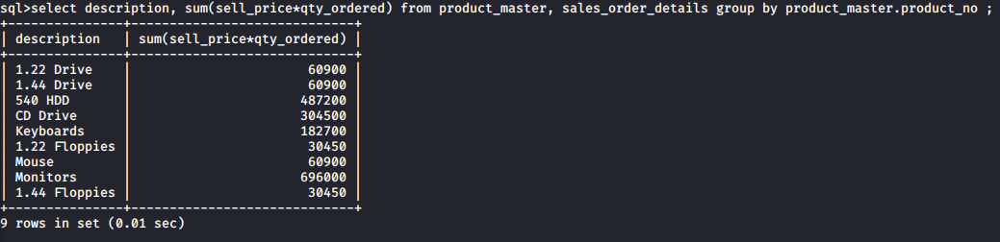 sql>select description, sum(sell_price*qty_ordered) from product_master, sales_order_details group by product_master.product_no ;
+---------------+-----------------------------+
| description   | sum(sell_price*qty_ordered) |
+---------------+-----------------------------+
| 1.22 Drive    |                       60900 |
| 1.44 Drive    |                       60900 |
| 540 HDD       |                      487200 |
| CD Drive      |                      304500 |
| Keyboards     |                      182700 |
| 1.22 Floppies |                       30450 |
| Mouse         |                       60900 |
| Monitors      |                      696000 |
| 1.44 Floppies |                       30450 |
+---------------+-----------------------------+
9 rows in set (0.01 sec)